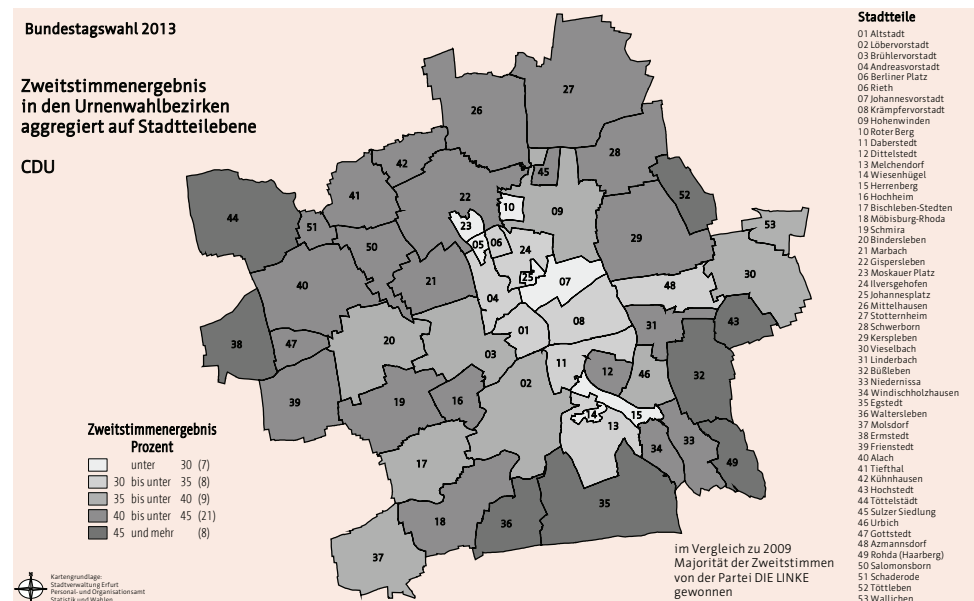 Bundestagswahl 2013
Zweitstimmenergebnis
in den Urnenwahlbezirken
aggregiert auf Stadtteilebene
CDU
Stadtteile
01 Altstadt
02 Löbervorstadt
03 Brühlervorstadt
04 Andreasvorstadt
06 Berliner Platz
06 Rieth
07 Johannesvorstadt
08 Krämpfervorstadt
09 Hohenwinden
10 Roter Berg
11 Daberstedt
12 Dittelstedt
13 Melchendorf
14 Wiesenhügel
15 Herrenberg
16 Hochheim
17 Bischleben-Stedten
18 Möbisburg-Rhoda
19 Schmira
20 Bindersleben
21 Marbach
22 Gispersleben
23 Moskauer Platz
24 Ilversgehofen
25 Johannesplatz
26 Mittelhausen
27 Stotternheim
28 Schwerborn
29 Kerspleben
30 Vieselbach
31 Linderbach
32 Büßleben
33 Niedernissa
34 Windischholzhausen
35 Egstedt
36 Waltersleben
37 Molsdorf
38 Ermstedt
39 Frienstedt
40 Alach
41 Tiefthal
42 Kühnhausen
43 Hochstedt
44 Töttelstädt
45 Sulzer Siedlung
46 Urbich
47 Gottstedt
48 Azmannsdorf
49 Rohda (Haarberg)
50 Salomonsborn
51 Schaderode
52 Töttleben
53 Wallichen
27
26
28
42
45
52
41
22
10
09
44
23
53
51
50
05
06
24
29
30
40
21
25
07
48
04
43
38
47
20
01
08
31
03
11
12
46
32
02
39
19
16
14
15
13
33
34
17
49
35
18
36
37
Zweitstimmenergebnis
Prozent
unter 30 (7)
30 bis unter 35 (8)
35 bis unter 40 (9)
40 bis unter 45 (21)
45 und mehr (8)
im Vergleich zu 2009
Majorität der Zweitstimmen
von der Partei DIE LINKE
gewonnen
Kartengrundlage:
Stadtverwaltung Erfurt
Personal- und Organisationsamt
Statistik und Wahlen